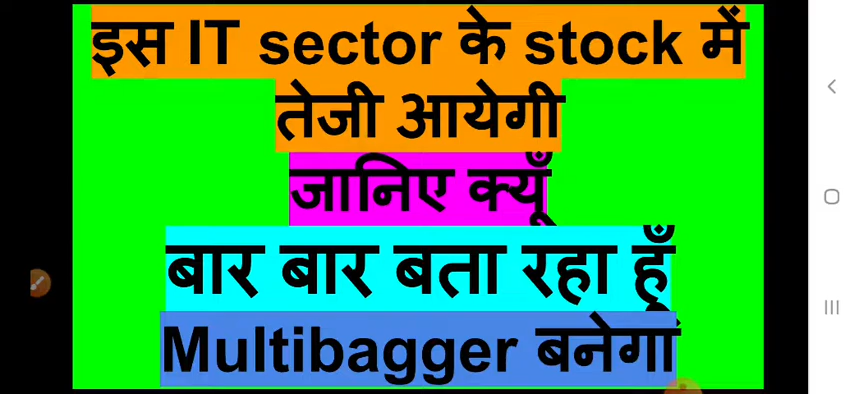 इस IT sector के stock में
तेजी आयेगी
जानिए क्यूँ
बार बार बता रहा हूँ
Multibagger बनेगां